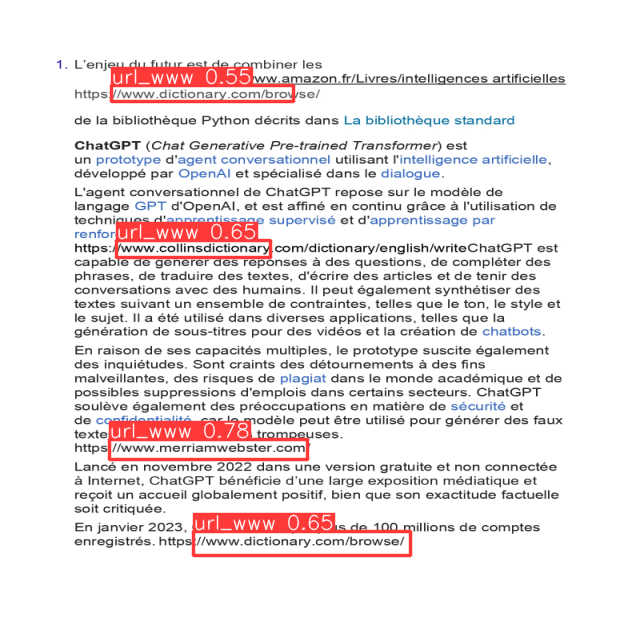 1. L'enjeu du futur est de combiner les
url_www 0.55
ww.amazon.fr/Livres/intelligences artificielles
https://www.dictionary.com/browse/
de la bibliothèque Python décrits dans La bibliothèque standard
ChatGPT (Chat Generative Pre-trained Transformer) est
un prototype d'agent conversationnel utilisant l'intelligence artificielle,
développé par OpenAI et spécialisé dans le dialogue.
L'agent conversationnel de ChatGPT repose sur le modèle de
langage GPT d'OpenAI, et est affiné en continu grâce à l'utilisation de
techniques d'apprentissage supervisé et d'apprentissage par
renfor
url_www 0.65
https://www.collinsdictionary.com/dictionary/english/writeChatGPT est
capable de générer des réponses à des questions, de compléter des
phrases, de traduire des textes, d'écrire des articles et de tenir des
conversations avec des humains. Il peut également synthétiser des
textes suivant un ensemble de contraintes, telles que le ton, le style et
le sujet. Il a été utilisé dans diverses applications, telles que la
génération de sous-titres pour des vidéos et la création de chatbots.
En raison de ses capacités multiples, le prototype suscite également
des inquiétudes. Sont craints des détournements à des fins
malveillantes, des risques de plagiat dans le monde académique et de
possibles suppressions d'emplois dans certains secteurs. ChatGPT
soulève également des préoccupations en matière de sécurité et
de confidentialité, car le modèle peut être utilisé pour générer des faux
texte
url_www 0.78
trompeuses.
https://www.merriamwebster.com/
Lancé en novembre 2022 dans une version gratuite et non connectée
à Internet, ChatGPT bénéficie d'une large exposition médiatique et
reçoit un accueil globalement positif, bien que son exactitude factuelle
soit critiquée.
En janvier 2023,
url_www 0.65
s de 100 millions de comptes
enregistrés. https://www.dictionary.com/browse/